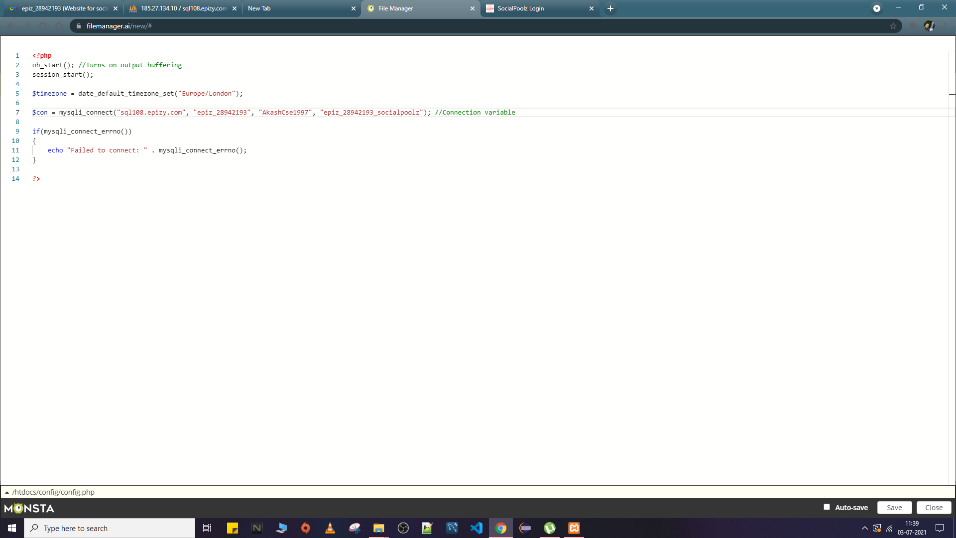 epiz_28942193 (Website for soci
185.27.134.10 / sql108.epizy.com
New Tab
File Manager
SocialPoolz Login
filemanager.ai/new/#
1 <?php
2 ob_start(); //Turns on output buffering
3 session_start();
4
5 $timezone = date_default_timezone_set("Europe/London");
6
7 $con = mysqli_connect("sql108.epizy.com", "epiz_28942193", "AkashCse1997", "epiz_28942193_socialpoolz"); //Connection variable
8
9 if(mysqli_connect_errno())
10 {
11 echo "Failed to connect: " . mysqli_connect_errno();
12 }
13
14 ?>
/htdocs/config/config.php
MONSTA
Auto-save
Save
Close
Type here to search
11:39
03-07-2021